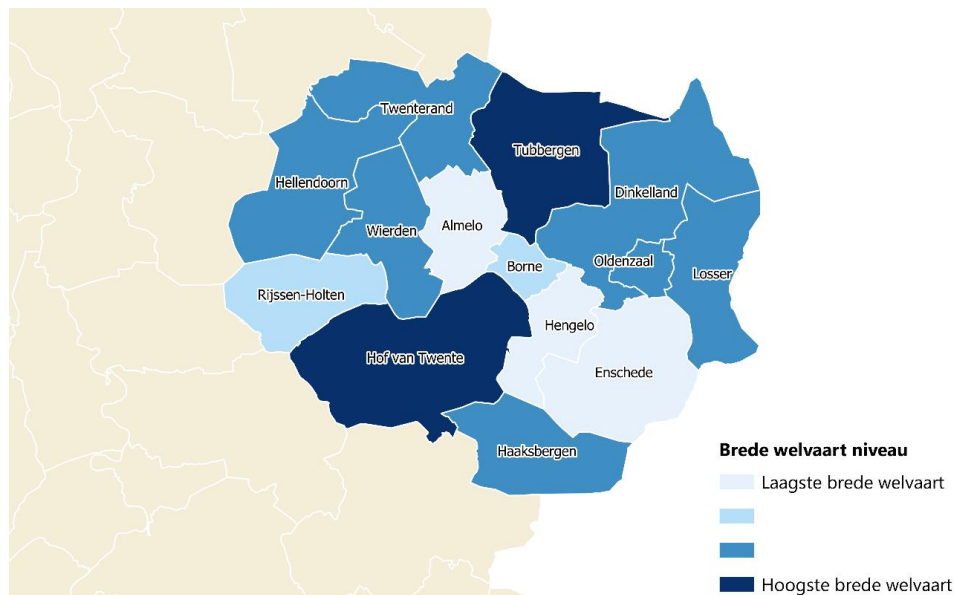 Twenterand
Tubbergen
Hellendoorn
Dinkelland
Almelo
Wierden
Oldenzaal
Borne
Losser
Rijssen-Holten
Hengelo
Hof van Twente
Enschede
Haaksbergen
Brede welvaart niveau
Laagste brede welvaart
Hoogste brede welvaart